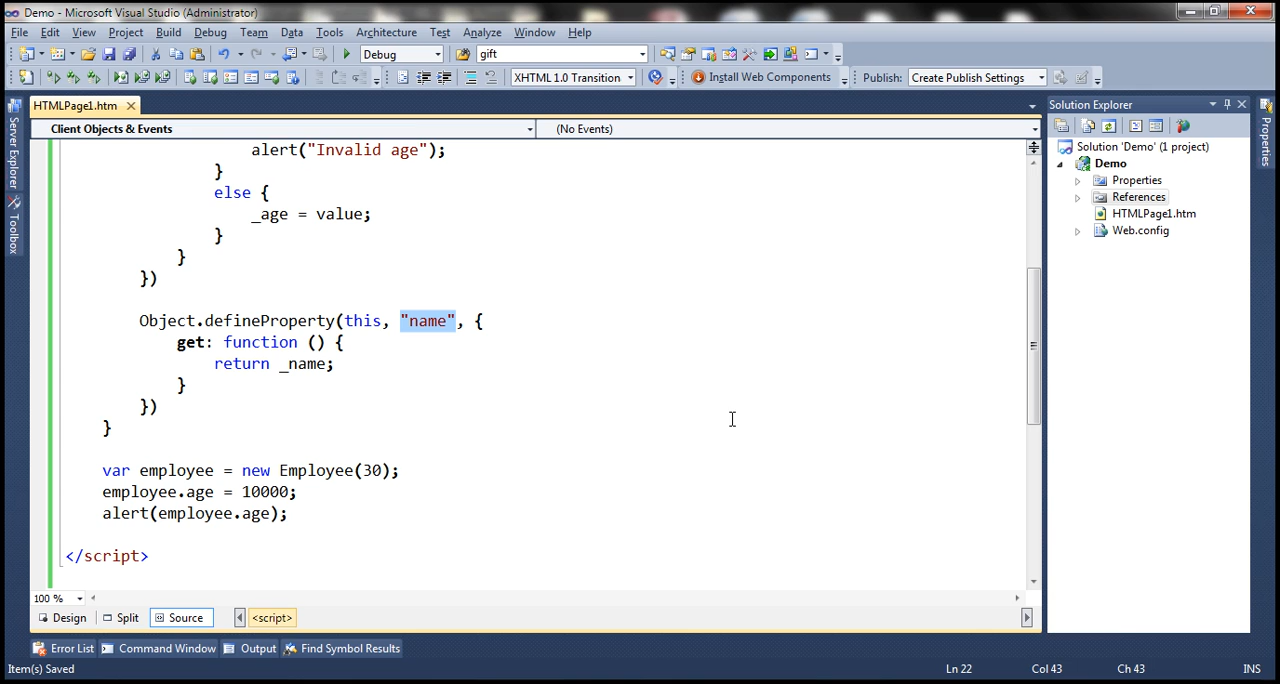 Demo - Microsoft Visual Studio (Administrator)
File Edit View Project Build Debug Team Data Tools Architecture Test Analyze Window Help
Debug gift
XHTML 1.0 Transition Install Web Components Publish: Create Publish Settings
HTMLPage1.htm
Client Objects & Events (No Events)
alert("Invalid age");
}
else {
_age = value;
}
}
})
Object.defineProperty(this, "name", {
get: function () {
return _name;
}
})
}
var employee = new Employee(30);
employee.age = 10000;
alert(employee.age);
</script>
100 %
Design Split Source <script>
Error List Command Window Output Find Symbol Results
Item(s) Saved Ln 22 Col 43 Ch 43 INS
Server Explorer
Toolbox
Solution Explorer
Solution 'Demo' (1 project)
Demo
Properties
References
HTMLPage1.htm
Web.config
Properties